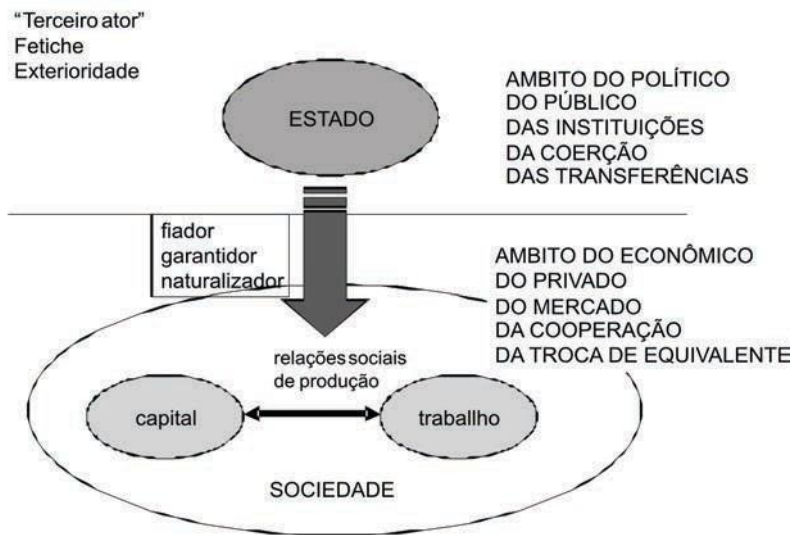 “Terceiro ator”
Fetiche
Exterioridade
ESTADO
AMBITO DO POLÍTICO
DO PÚBLICO
DAS INSTITUIÇÕES
DA COERÇÃO
DAS TRANSFERÊNCIAS
fiador
garantidor
naturalizador
AMBITO DO ECONÔMICO
DO PRIVADO
DO MERCADO
DA COOPERAÇÃO
DA TROCA DE EQUIVALENTE
relações sociais
de produção
capital
traballho
SOCIEDADE